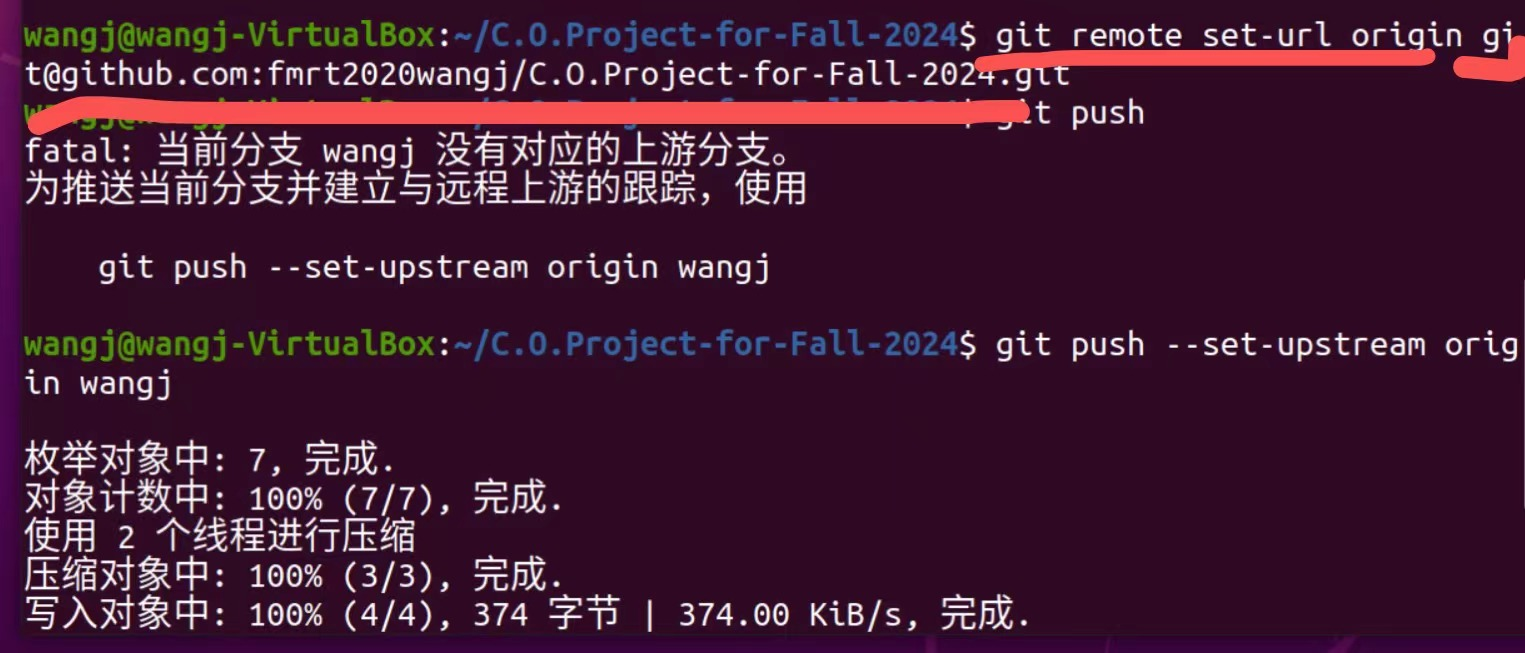 wangj@wangj-VirtualBox:~/C.O.Project-for-Fall-2024$ git remote set-url origin gi
t@github.com:fmrt2020wangj/C.O.Project-for-Fall-2024.git
git push
fatal: 当前分支 wangj 没有对应的上游分支。
为推送当前分支并建立与远程上游的跟踪，使用
git push --set-upstream origin wangj
wangj@wangj-VirtualBox:~/C.O.Project-for-Fall-2024$ git push --set-upstream orig
in wangj
枚举对象中: 7, 完成.
对象计数中: 100% (7/7), 完成.
使用 2 个线程进行压缩
压缩对象中: 100% (3/3), 完成.
写入对象中: 100% (4/4), 374 字节 | 374.00 KiB/s, 完成.